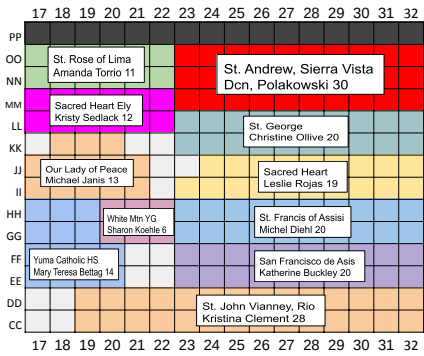 17 18 19 20 21 22 23 24 25 26 27 28 29 30 31 32
PP
OO
NN
MM
LL
KK
JJ
II
HH
GG
FF
EE
DD
CC
St. Rose of Lima
Amanda Torrio 11
St. Andrew, Sierra Vista
Dcn, Polakowski 30
Sacred Heart Ely
Kristy Sedlack 12
St. George
Christine Ollive 20
Our Lady of Peace
Michael Janis 13
Sacred Heart
Leslie Rojas 19
White Mtn YG
Sharon Koehle 6
St. Francis of Assisi
Michel Diehl 20
Yuma Catholic HS
Mary Teresa Bettag 14
San Francisco de Asis
Katherine Buckley 20
St. John Vianney, Rio
Kristina Clement 28
17 18 19 20 21 22 23 24 25 26 27 28 29 30 31 32